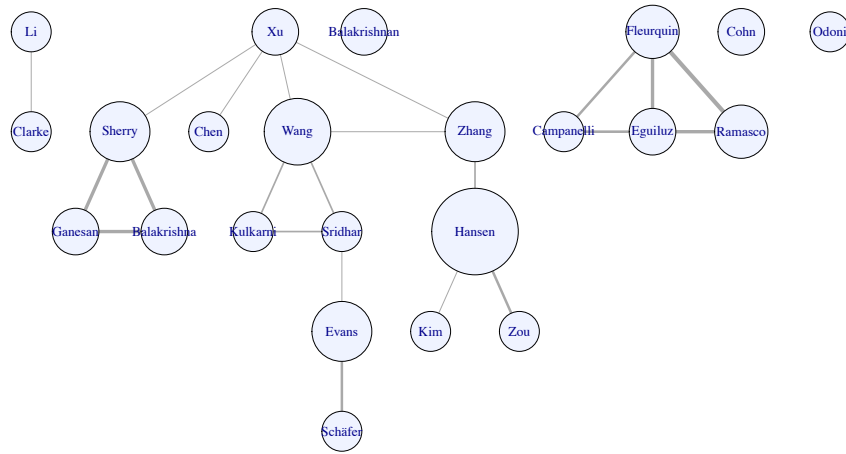 Li
Xu
Balakrishnan
Fleurquin
Cohn
Odoni
Clarke
Sherry
Chen
Wang
Zhang
Campanelli
Eguiluz
Ramasco
Ganesan
Balakrishna
Kulkarni
Sridhar
Hansen
Evans
Kim
Zou
Schäfer